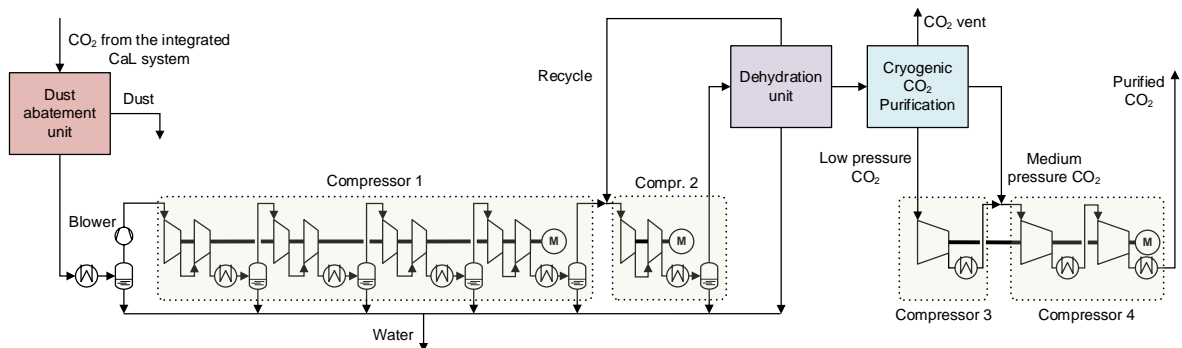 CO₂ from the integrated
CaL system
Dust
abatement
unit
Dust
Blower
Compressor 1
M
Recycle
Compr. 2
M
Dehydration
unit
Water
CO₂ vent
Cryogenic
CO₂
Purification
Low pressure
CO₂
Medium
pressure CO₂
Purified
CO₂
M
Compressor 3
Compressor 4